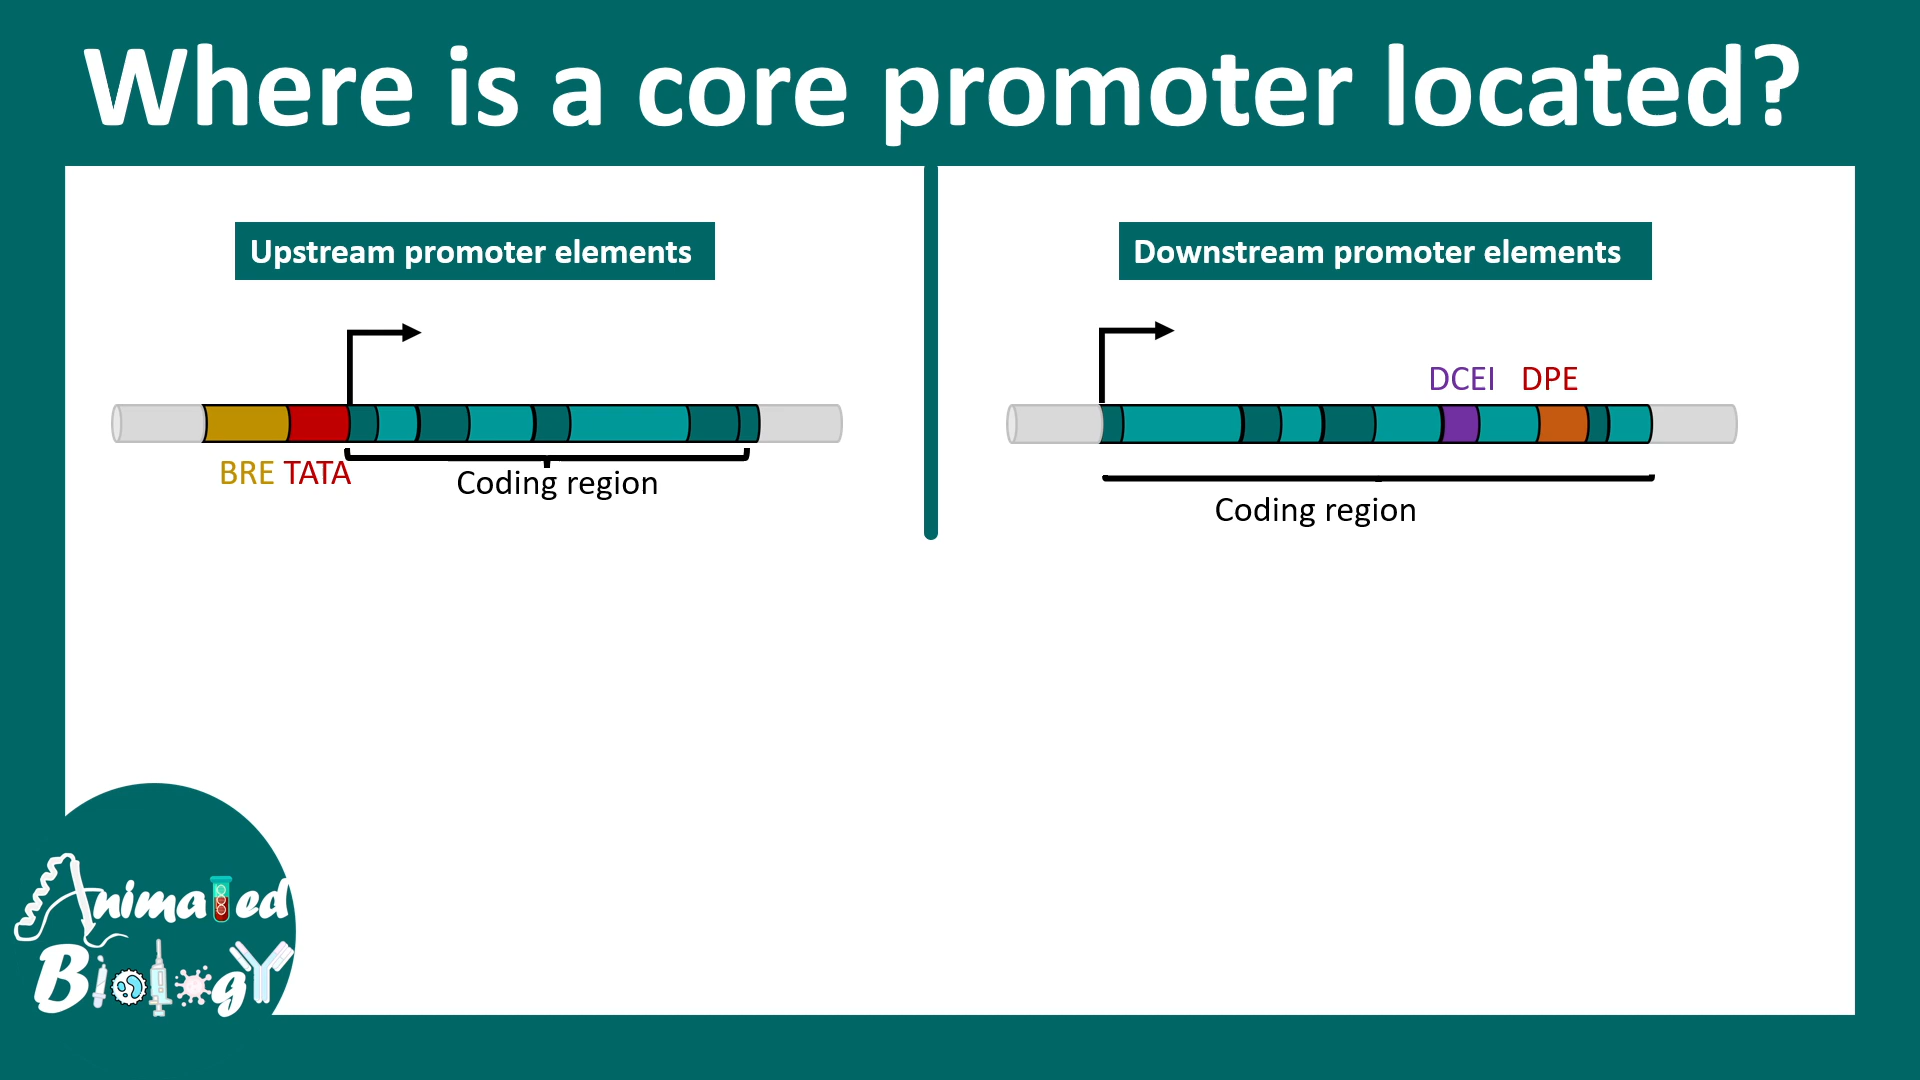 Where is a core promoter located?
Upstream promoter elements
BRE TATA
Coding region
Downstream promoter elements
DCEI DPE
Coding region
Animated
Biology